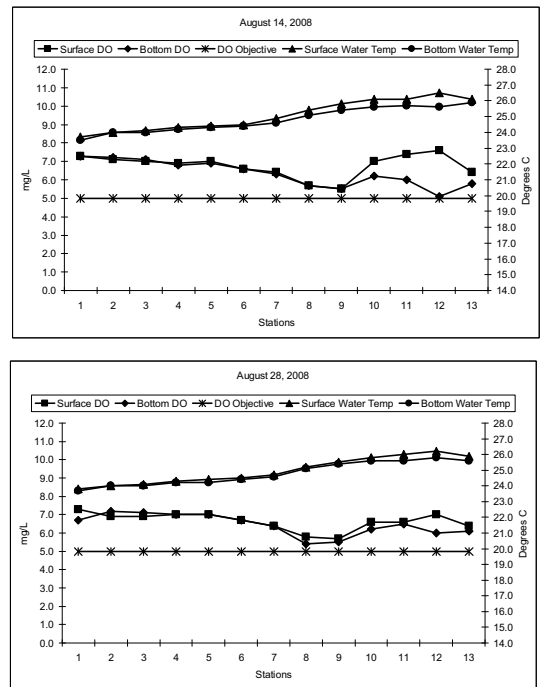 August 14, 2008
Surface DO Bottom DO DO Objective Surface Water Temp Bottom Water Temp
12.0 28.0
11.0 27.0
10.0 26.0
9.0 25.0
8.0 24.0
7.0 23.0
6.0 22.0
5.0 21.0
4.0 20.0
3.0 19.0
2.0 18.0
1.0 17.0
0.0 16.0
15.0
14.0
mg/L
Degrees C
1 2 3 4 5 6 7 8 9 10 11 12 13
Stations
August 28, 2008
Surface DO Bottom DO DO Objective Surface Water Temp Bottom Water Temp
12.0 28.0
11.0 27.0
10.0 26.0
9.0 25.0
8.0 24.0
7.0 23.0
6.0 22.0
5.0 21.0
4.0 20.0
3.0 19.0
2.0 18.0
1.0 17.0
0.0 16.0
15.0
14.0
mg/L
Degrees C
1 2 3 4 5 6 7 8 9 10 11 12 13
Stations